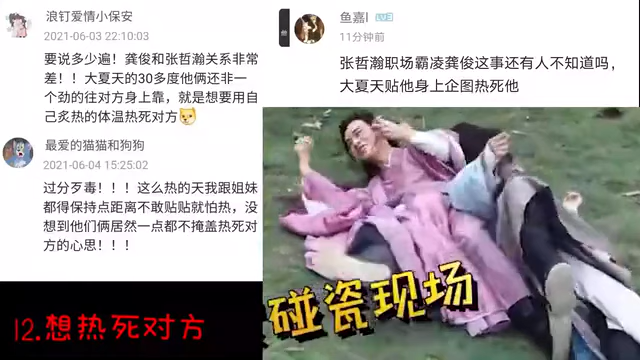 浪钉爱情小保安
2021-06-03 22:10:03
要说多少遍！龚俊和张哲瀚关系非常
差！！大夏天的30多度他俩还非一
个劲的往对方身上靠，就是想要用自
己炙热的体温热死对方
最爱的猫猫和狗狗
2021-06-04 15:25:02
过分歹毒！！！这么热的天我跟姐妹
都得保持点距离不敢贴贴就怕热，没
想到他们俩居然一点都不掩盖热死对
方的心思！！！
12.想热死对方
鱼嘉l LV3
11分钟前
张哲瀚职场霸凌龚俊这事还有人不知道吗，
大夏天贴他身上企图热死他
碰瓷现场